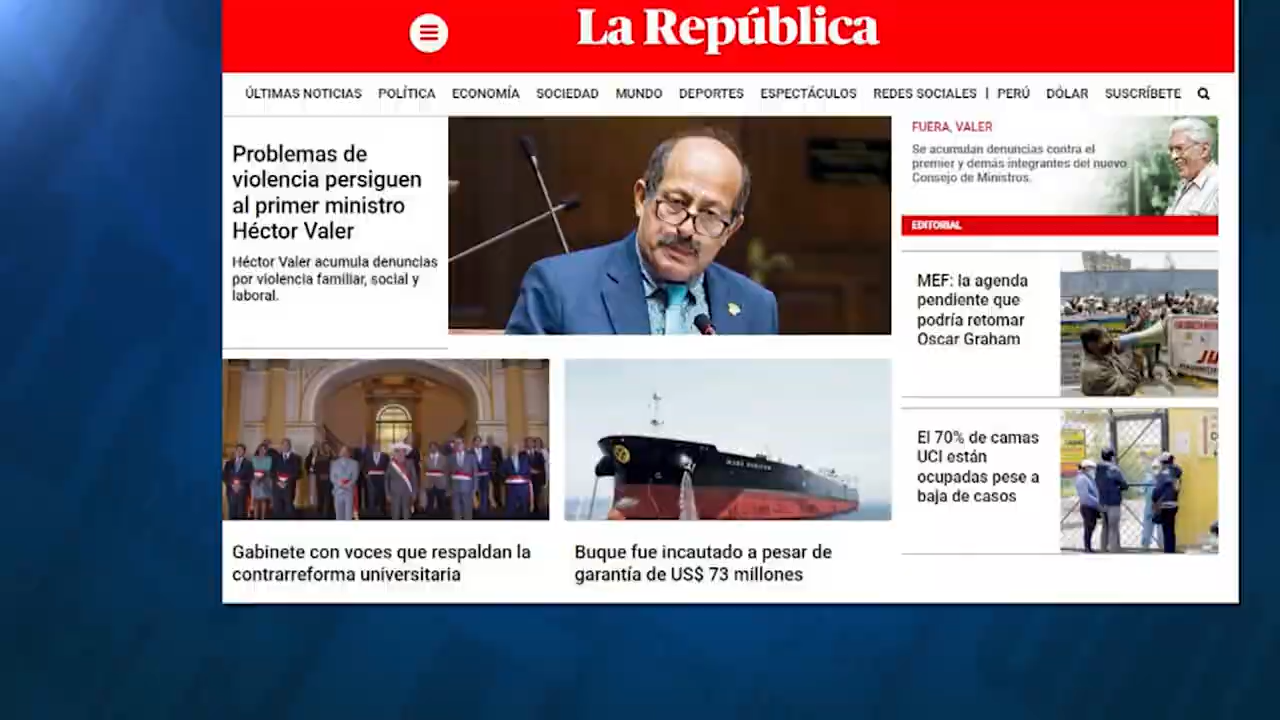 La República
ÚLTIMAS NOTICIAS POLÍTICA ECONOMÍA SOCIEDAD MUNDO DEPORTES ESPECTÁCULOS REDES SOCIALES | PERÚ DÓLAR SUSCRÍBETE
Problemas de
violencia persiguen
al primer ministro
Héctor Valer
Héctor Valer acumula denuncias
por violencia familiar, social y
laboral.
FUERA, VALER
Se acumulan denuncias contra el
premier y demás integrantes del nuevo
Consejo de Ministros.
EDITORIAL
MEF: la agenda
pendiente que
podría retomar
Oscar Graham
El 70% de camas
UCI están
ocupadas pese a
baja de casos
Gabinete con voces que respaldan la
contrarreforma universitaria
Buque fue incautado a pesar de
garantía de US$ 73 millones